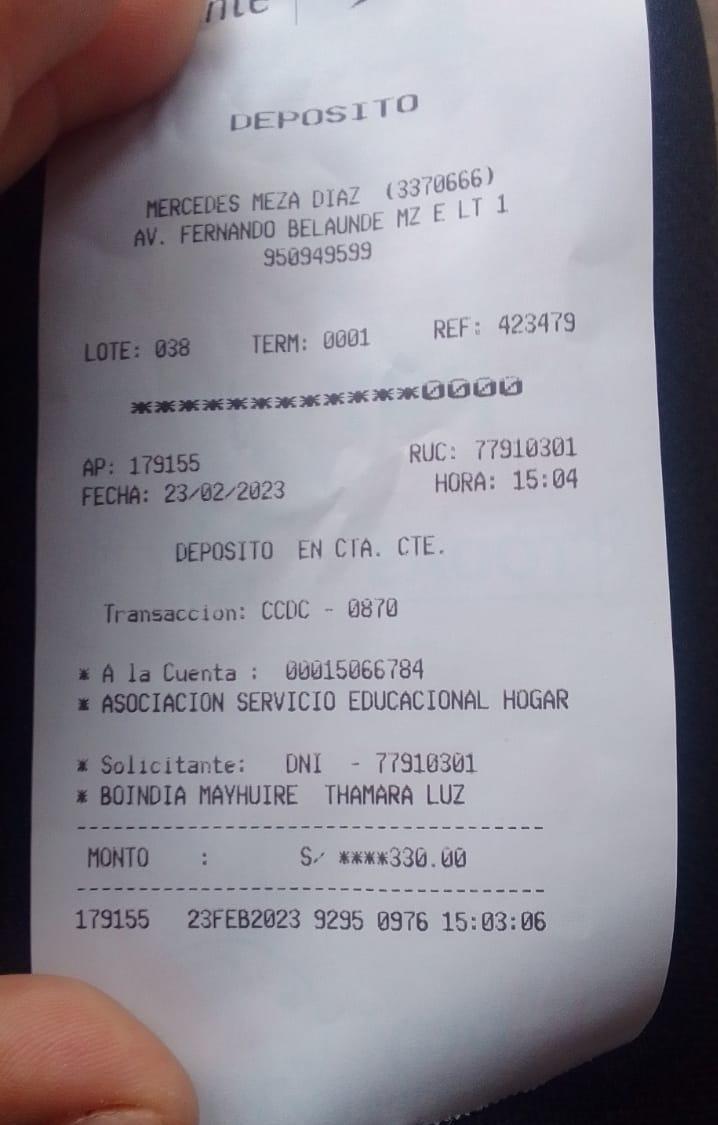 DEPOSITO
MERCEDES MEZA DIAZ (3370666)
AV. FERNANDO BELAUNDE MZ E LT 1
950949599
LOTE: 038 TERM: 0001 REF: 423479
************0000
AP: 179155 RUC: 77910301
FECHA: 23/02/2023 HORA: 15:04
DEPOSITO EN CTA. CTE.
Transaccion: CCDC - 0870
* A la Cuenta : 00015066784
* ASOCIACION SERVICIO EDUCACIONAL HOGAR
* Solicitante: DNI - 77910301
* BOINDIA MAYHUIRE THAMARA LUZ
--------------------------------------
MONTO : S/ ****330.00
--------------------------------------
179155 23FEB2023 9295 0976 15:03:06